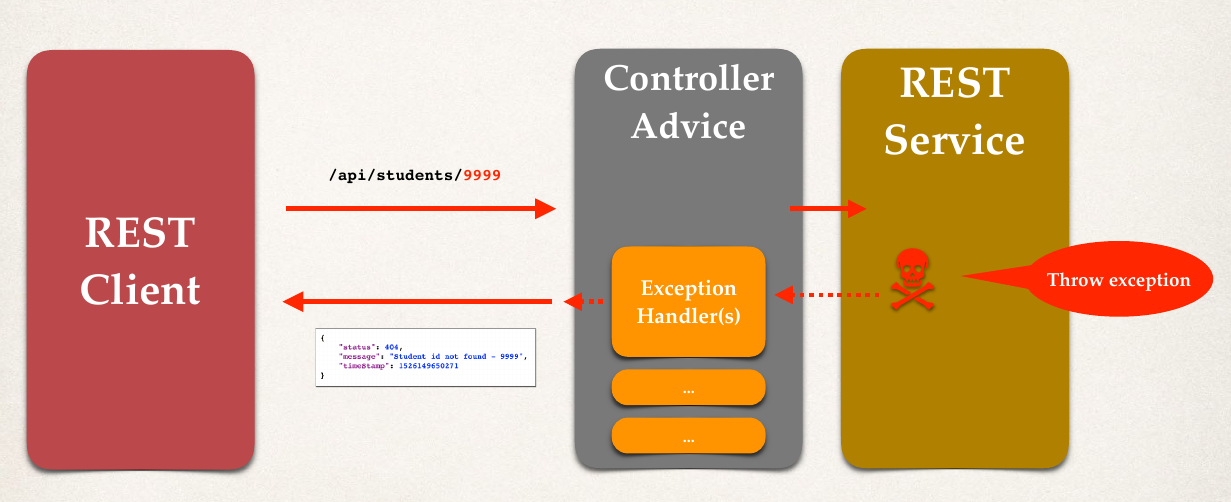 REST
Client
/api/students/9999
{
"status": 404,
"message": "Student id not found - 9999",
"timeStamp": 1526149650271
}
Controller
Advice
Exception
Handler(s)
...
...
REST
Service
Throw exception